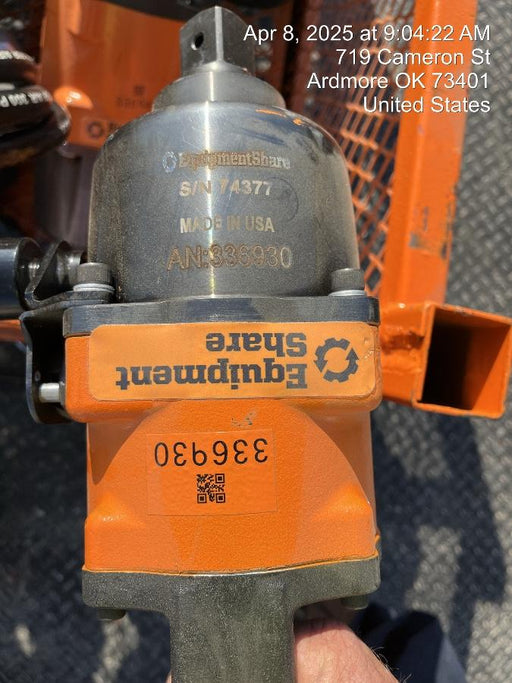 Apr 8, 2025 at 9:04:22 AM
719 Cameron St
Ardmore OK 73401
United States
EquipmentShare
S/N 74377
MADE IN USA
AN:336930
Equipment
Share
336930